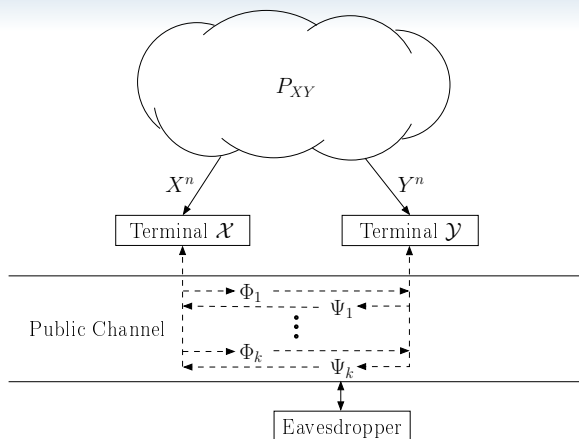 P_{XY}
X^n Y^n
Terminal 𝒳 Terminal 𝒴
Φ_1
Ψ_1
Public Channel
Φ_k
Ψ_k
Eavesdropper